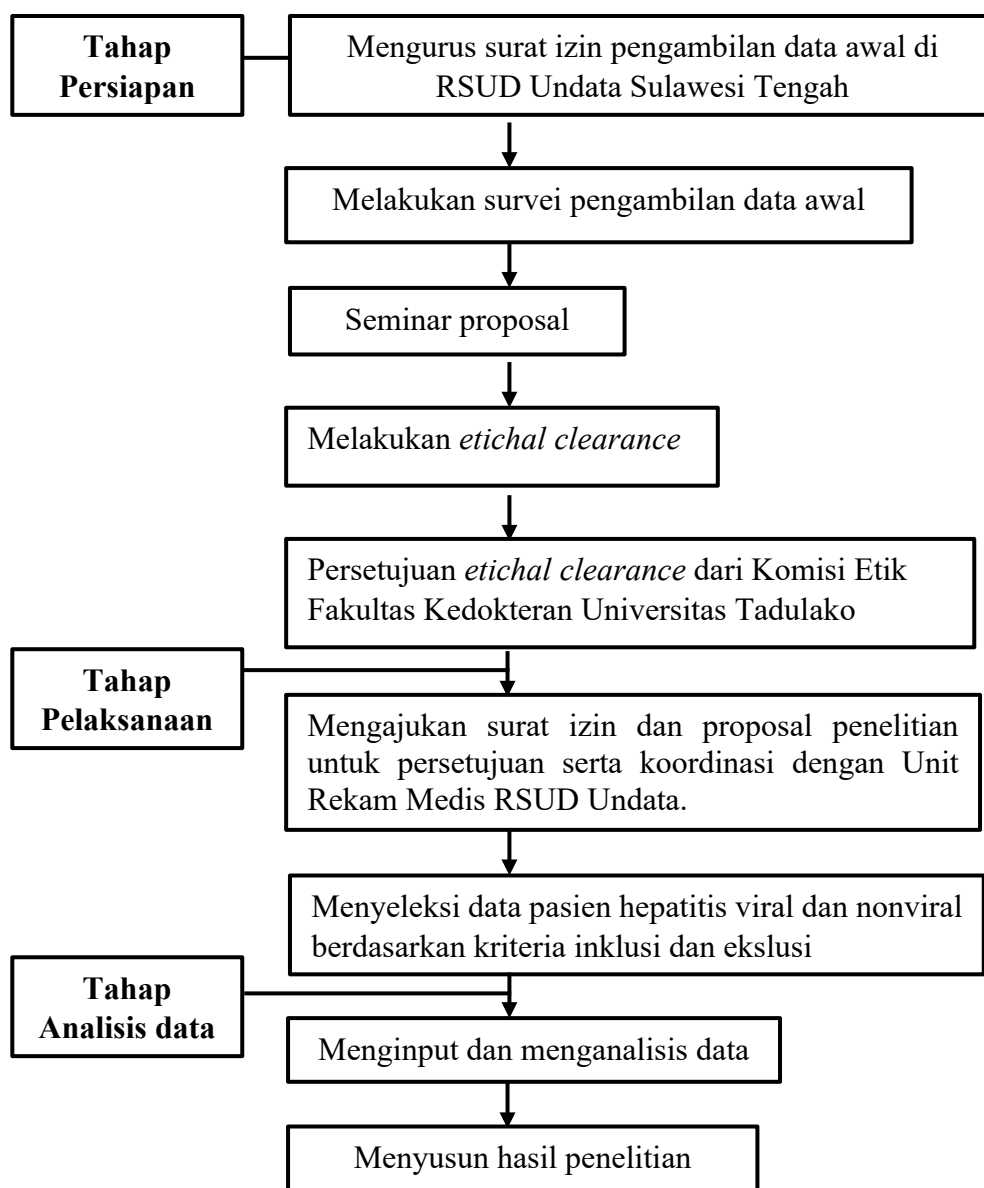 Tahap
Persiapan
Mengurus surat izin pengambilan data awal di
RSUD Undata Sulawesi Tengah
Melakukan survei pengambilan data awal
Seminar proposal
Melakukan etichal clearance
Persetujuan etichal clearance dari Komisi Etik
Fakultas Kedokteran Universitas Tadulako
Tahap
Pelaksanaan
Mengajukan surat izin dan proposal penelitian
untuk persetujuan serta koordinasi dengan Unit
Rekam Medis RSUD Undata.
Menyeleksi data pasien hepatitis viral dan nonviral
berdasarkan kriteria inklusi dan ekslusi
Tahap
Analisis data
Menginput dan menganalisis data
Menyusun hasil penelitian